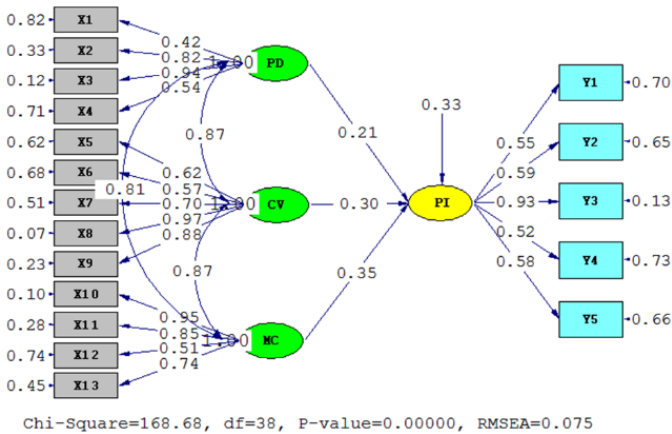 0.82 X1
0.33 X2
0.12 X3
0.71 X4
0.62 X5
0.68 X6
0.51 X7
0.07 X8
0.23 X9
0.10 X10
0.28 X11
0.74 X12
0.45 X13
0.42
0.82
0.94
0.54
0.62
0.57
0.70
0.97
0.88
0.95
0.85
0.51
0.74
0.81
0.87
0.87
1.00 PD
1.00 CV
1.00 MC
0.21
0.30
0.35
0.33
PI
0.55
0.59
0.93
0.52
0.58
Y1 0.70
Y2 0.65
Y3 0.13
Y4 0.73
Y5 0.66
Chi-Square=168.68, df=38, P-value=0.00000, RMSEA=0.075